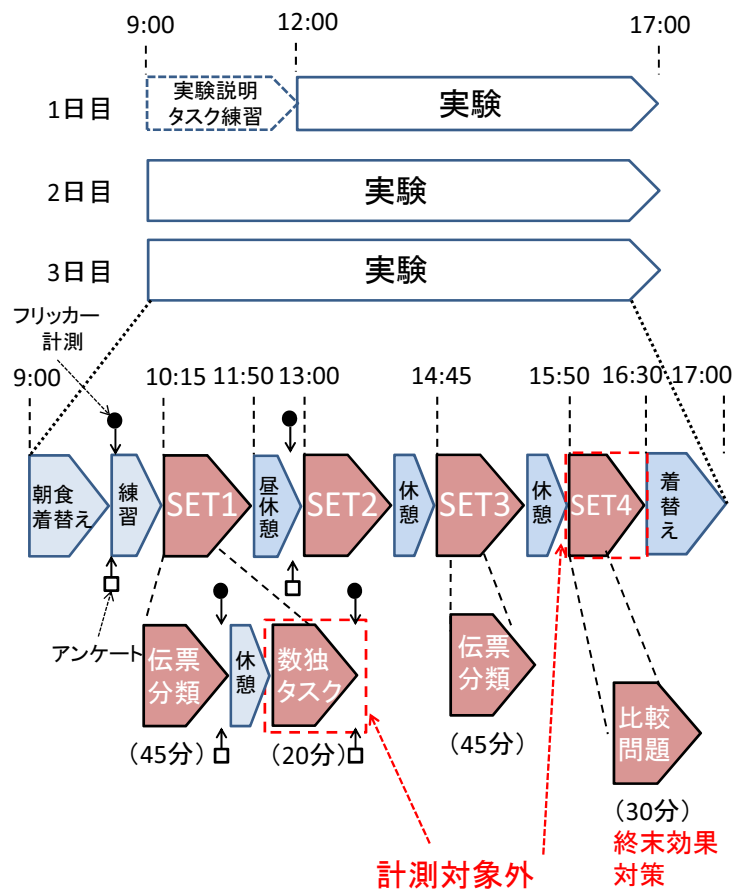 9:00
12:00
17:00
1日目
実験説明
タスク練習
実験
2日目
実験
3日目
実験
フリッカー
計測
9:00
10:15
11:50
13:00
14:45
15:50
16:30
17:00
朝食
着替え
練習
SET1
昼休憩
SET2
休憩
SET3
休憩
SET4
着替え
アンケート
伝票
分類
休憩
数独
タスク
伝票
分類
比較
問題
（45分）
（20分）
（45分）
（30分）
終末効果
対策
計測対象外